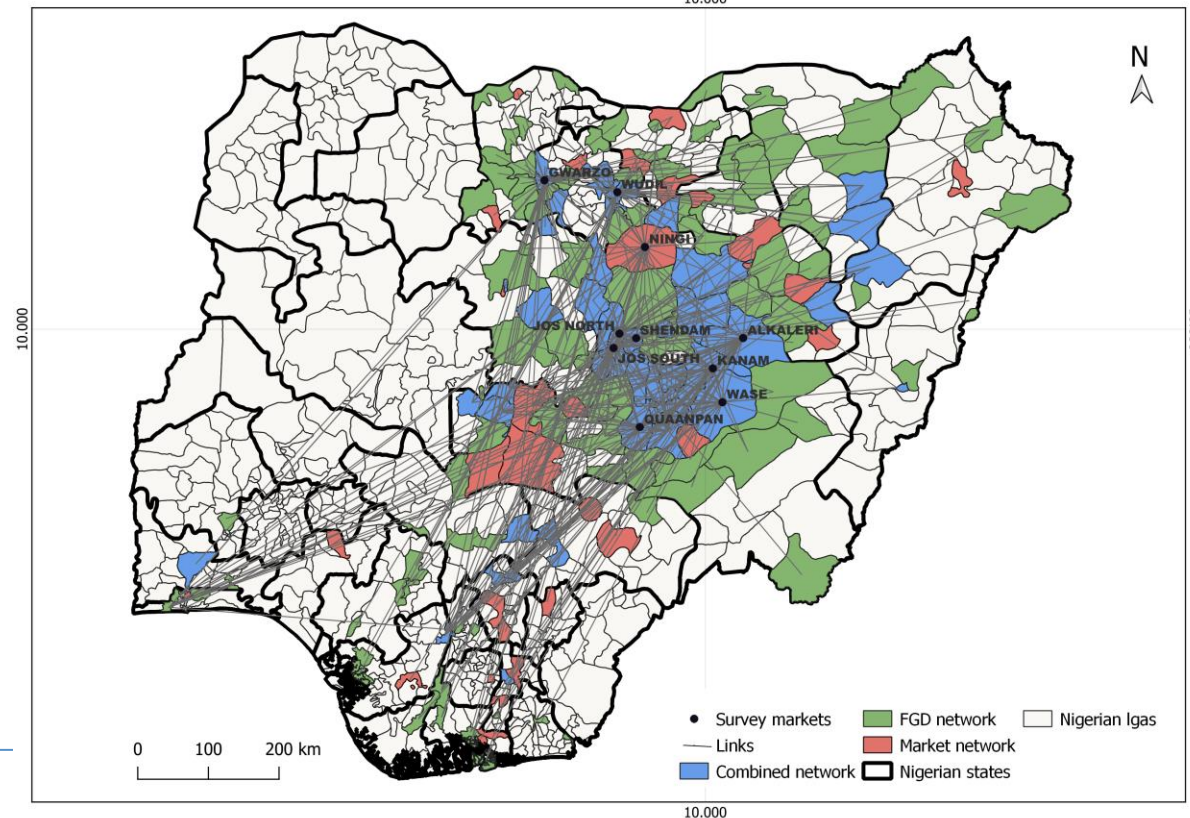 10.000
N
10.000
GWARZO
WUDIL
NINGI
JOS NORTH
SHENDAM
ALKALERI
JOS SOUTH
KANAM
WASE
QUAANPAN
0 100 200 km
Survey markets
FGD network
Nigerian lgas
Links
Market network
Combined network
Nigerian states
10.000